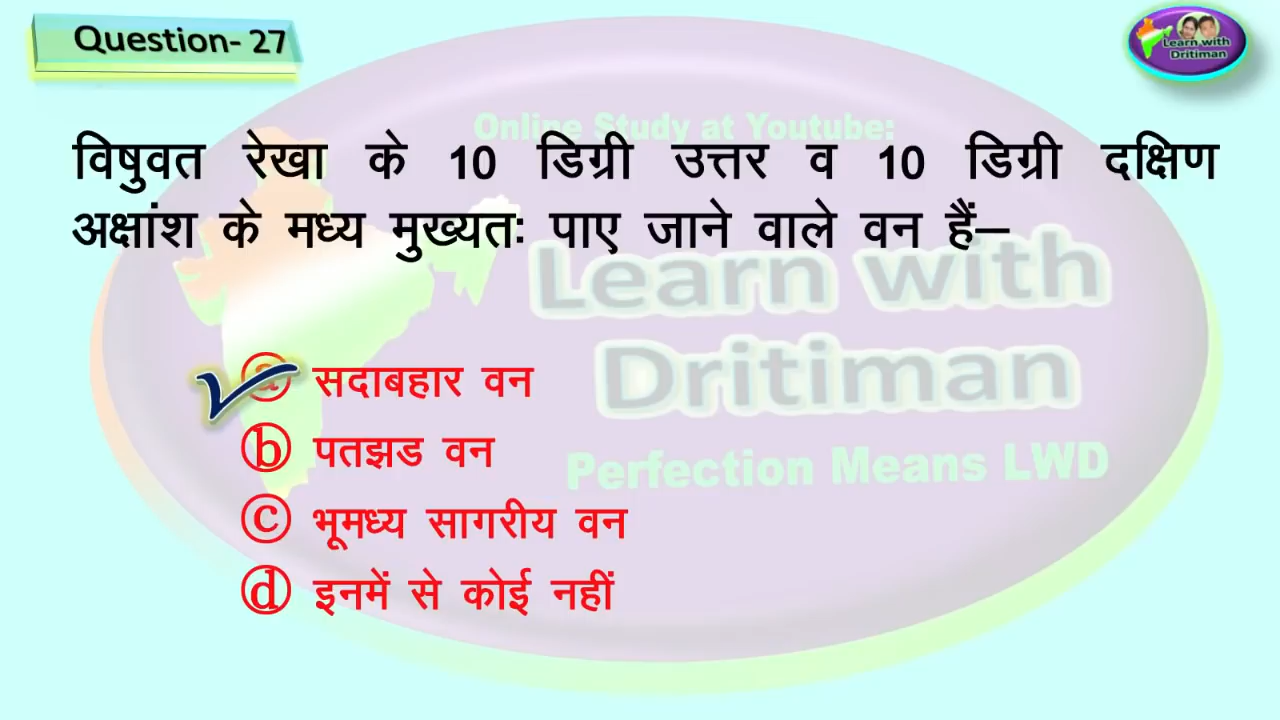 Question- 27
Learn with
Dritiman
Online Study at Youtube:
विषुवत रेखा के 10 डिग्री उत्तर व 10 डिग्री दक्षिण
अक्षांश के मध्य मुख्यतः पाए जाने वाले वन हैं–
Learn with
Dritiman
Perfection Means LWD
ⓐ सदाबहार वन
ⓑ पतझड वन
ⓒ भूमध्य सागरीय वन
ⓓ इनमें से कोई नहीं